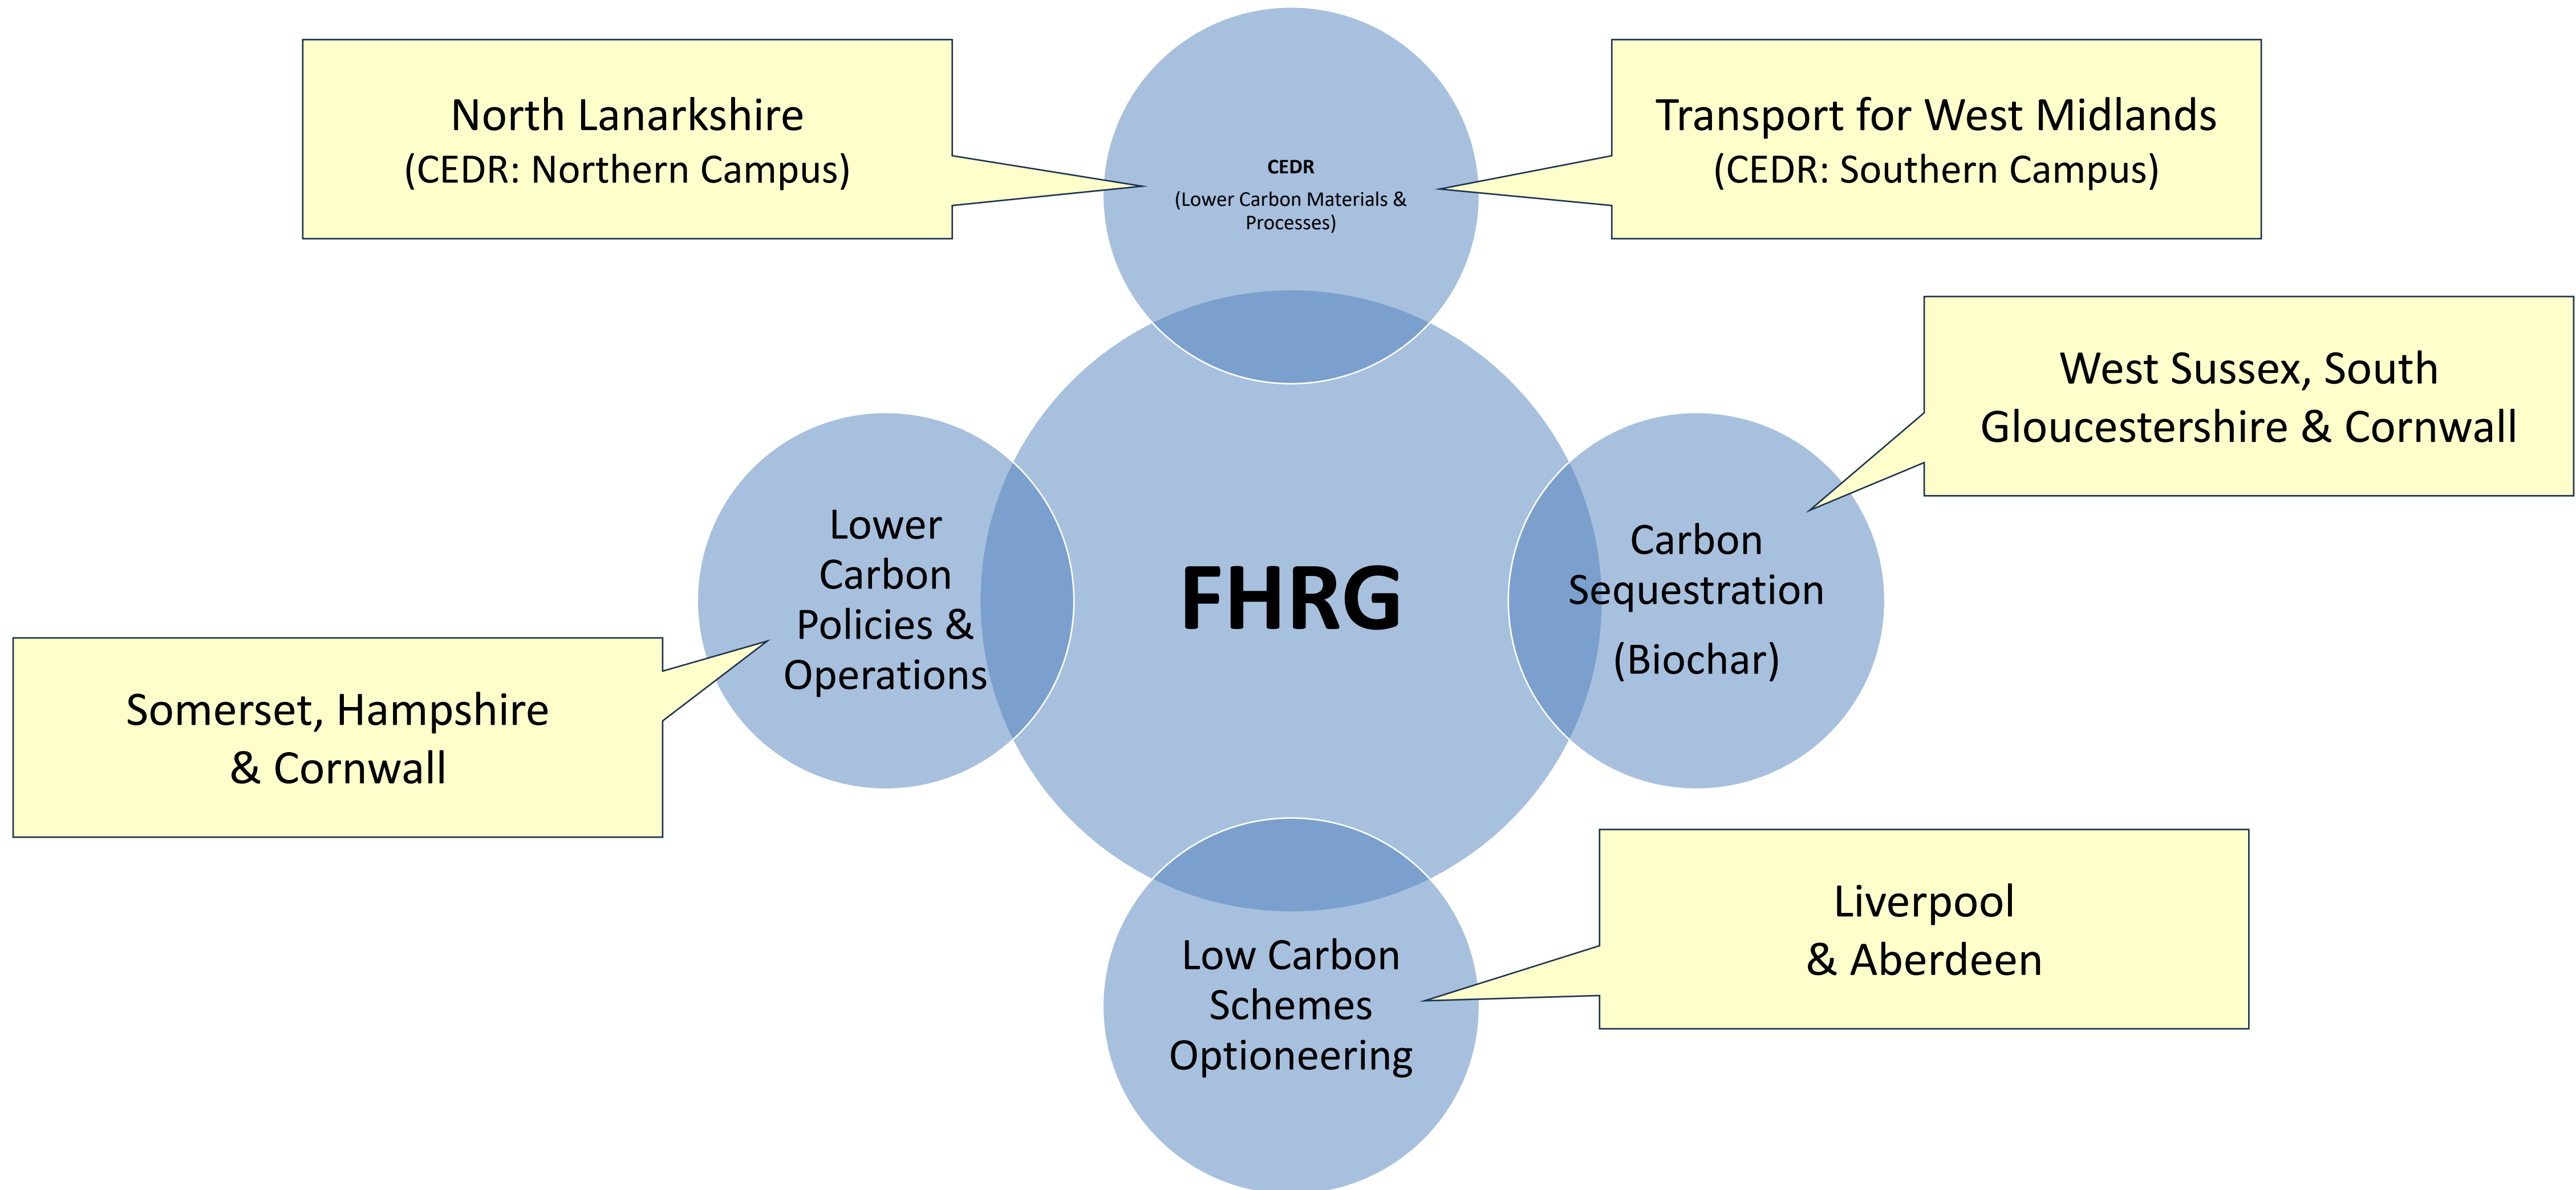 North Lanarkshire
(CEDR: Northern Campus)
CEDR
(Lower Carbon Materials &
Processes)
Transport for West Midlands
(CEDR: Southern Campus)
West Sussex, South
Gloucestershire & Cornwall
Lower
Carbon
Policies &
Operations
FHRG
Carbon
Sequestration
(Biochar)
Somerset, Hampshire
& Cornwall
Low Carbon
Schemes
Optioneering
Liverpool
& Aberdeen